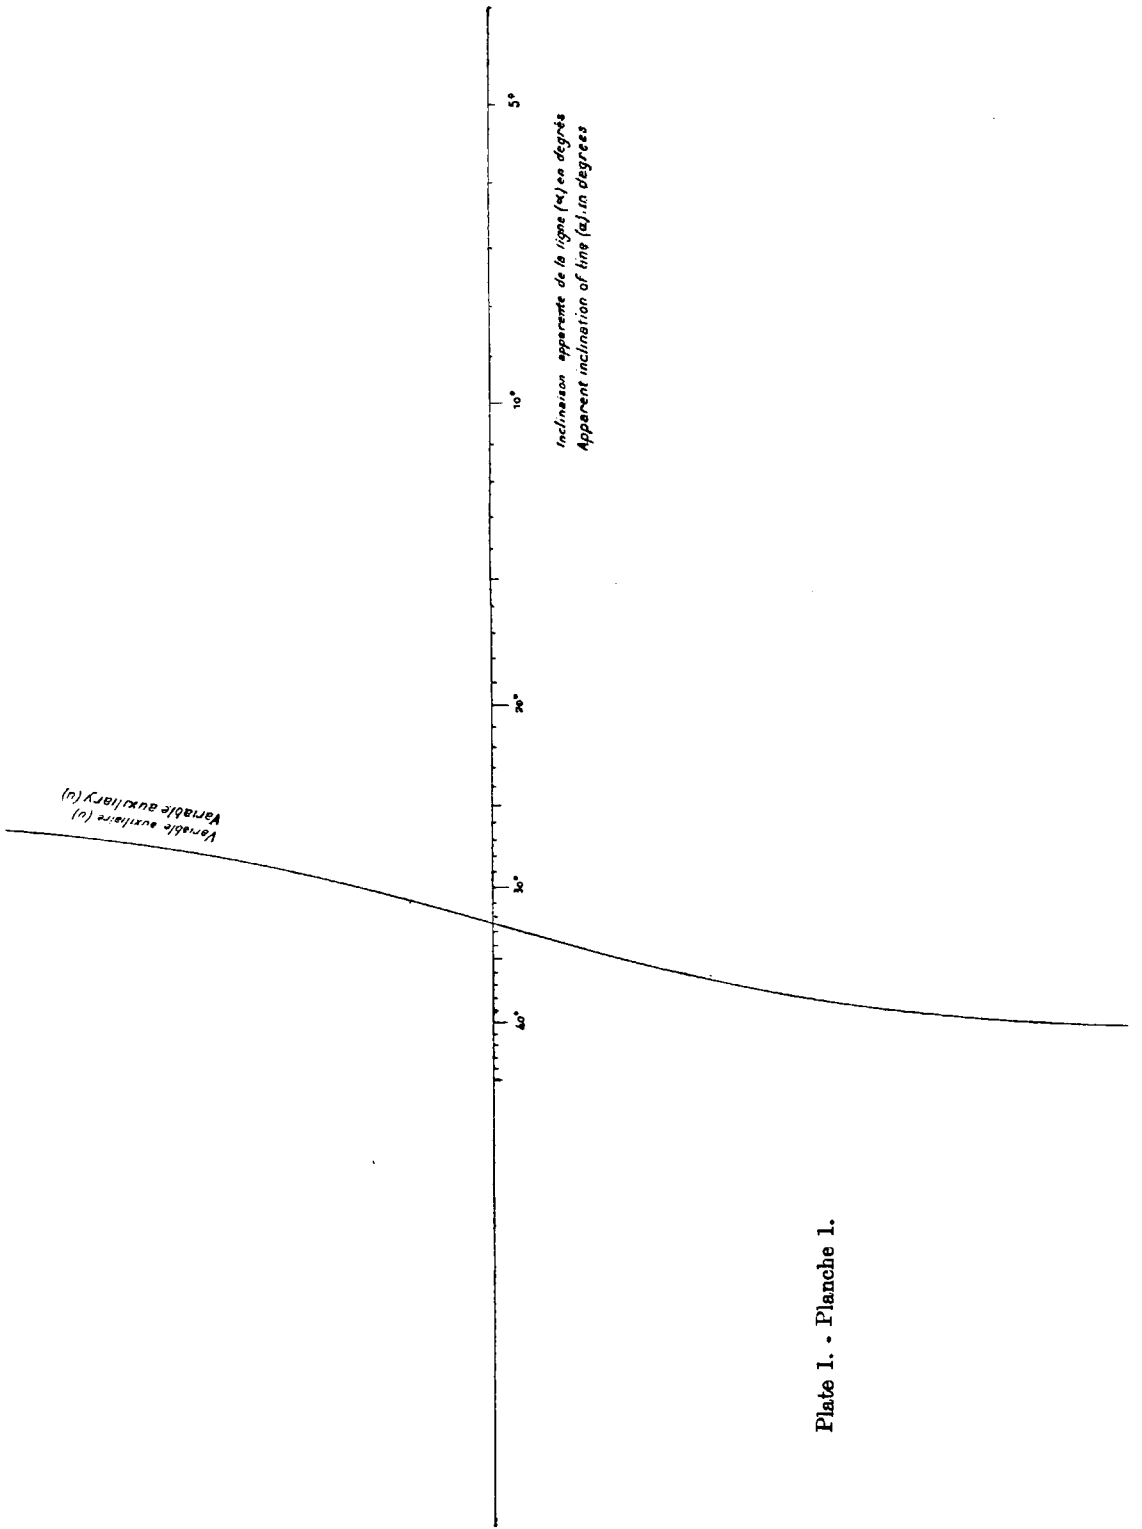 5°
Inclinaison apparente de la ligne (α) en degrés
Apparent inclination of line (α) in degrees
10°
20°
Variable auxiliaire (u)
Variable auxiliary (u)
30°
40°
Plate 1. - Planche 1.